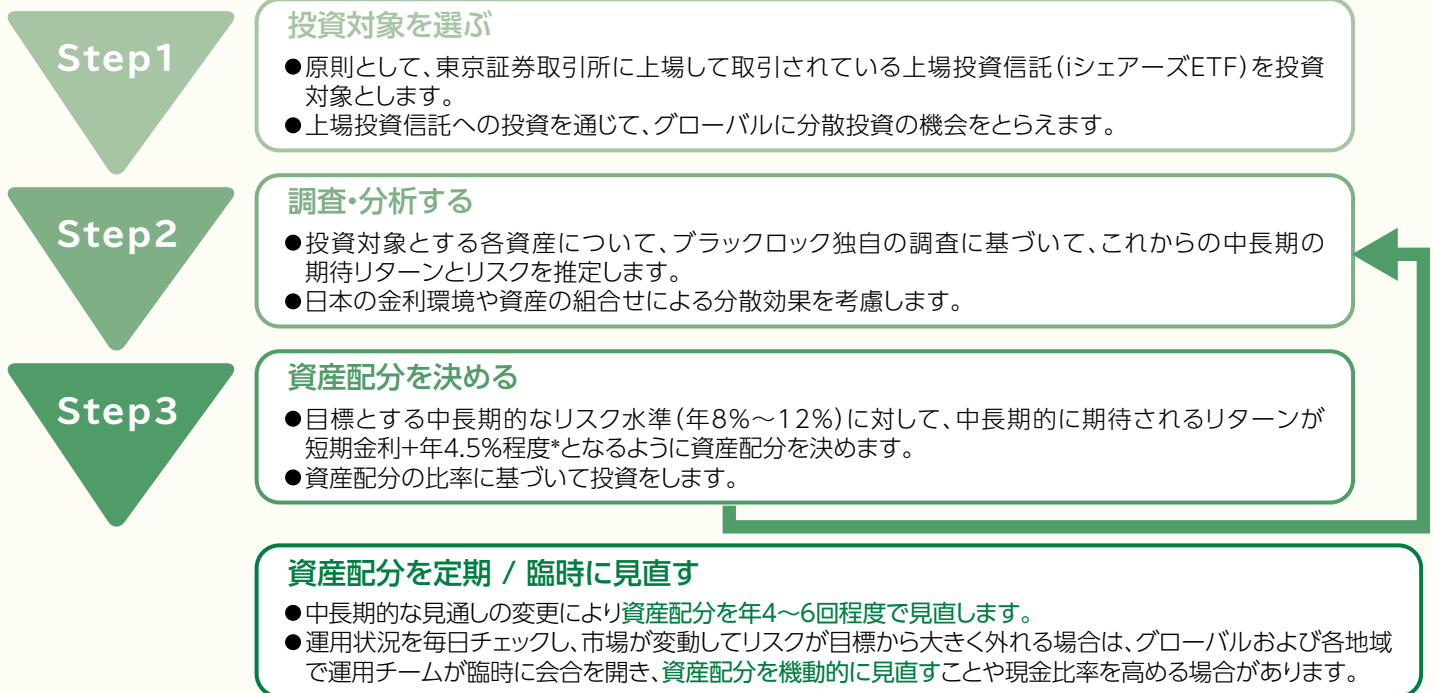 Step1
投資対象を選ぶ
●原則として、東京証券取引所に上場して取引されている上場投資信託(iシェアーズETF)を投資
対象とします。
●上場投資信託への投資を通じて、グローバルに分散投資の機会をとらえます。
Step2
調査・分析する
●投資対象とする各資産について、ブラックロック独自の調査に基づいて、これからの中長期の
期待リターンとリスクを推定します。
●日本の金利環境や資産の組合せによる分散効果を考慮します。
Step3
資産配分を決める
●目標とする中長期的なリスク水準(年8%～12%)に対して、中長期的に期待されるリターンが
短期金利+年4.5%程度*となるように資産配分を決めます。
●資産配分の比率に基づいて投資をします。
資産配分を定期 / 臨時に見直す
●中長期的な見通しの変更により資産配分を年4～6回程度で見直します。
●運用状況を毎日チェックし、市場が変動してリスクが目標から大きく外れる場合は、グローバルおよび各地域
で運用チームが臨時に会合を開き、資産配分を機動的に見直すことや現金比率を高める場合があります。